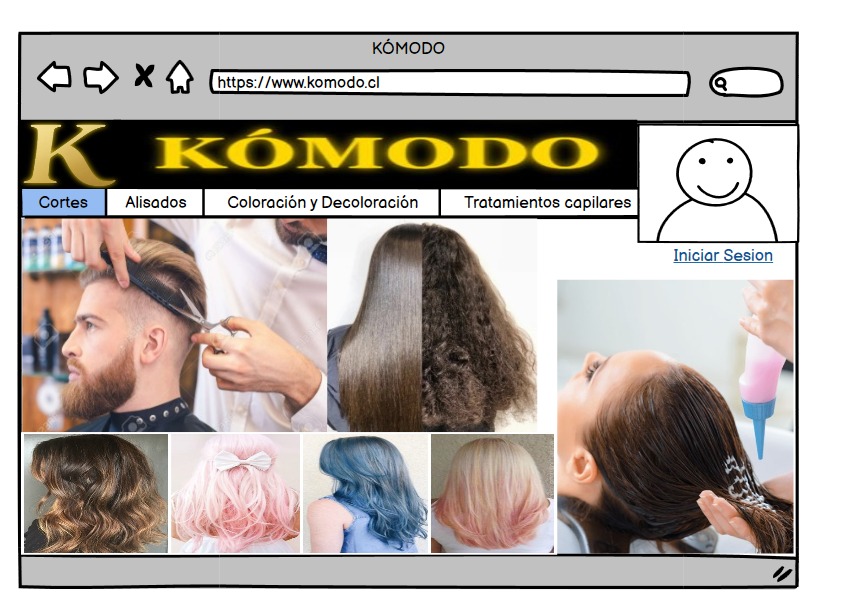 KÓMODO
https://www.komodo.cl
K KÓMODO
Cortes
Alisados
Coloración y Decoloración
Tratamientos capilares
Iniciar Sesion